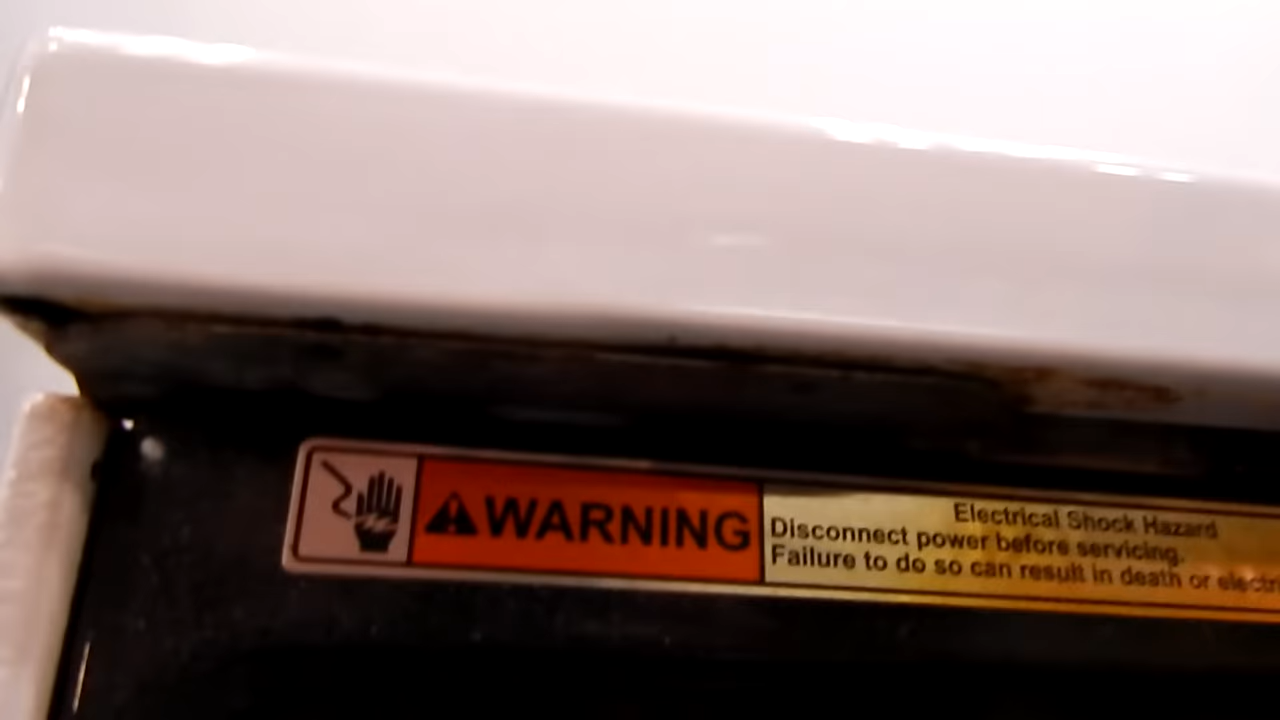 WARNING
Electrical Shock Hazard
Disconnect power before servicing.
Failure to do so can result in death or